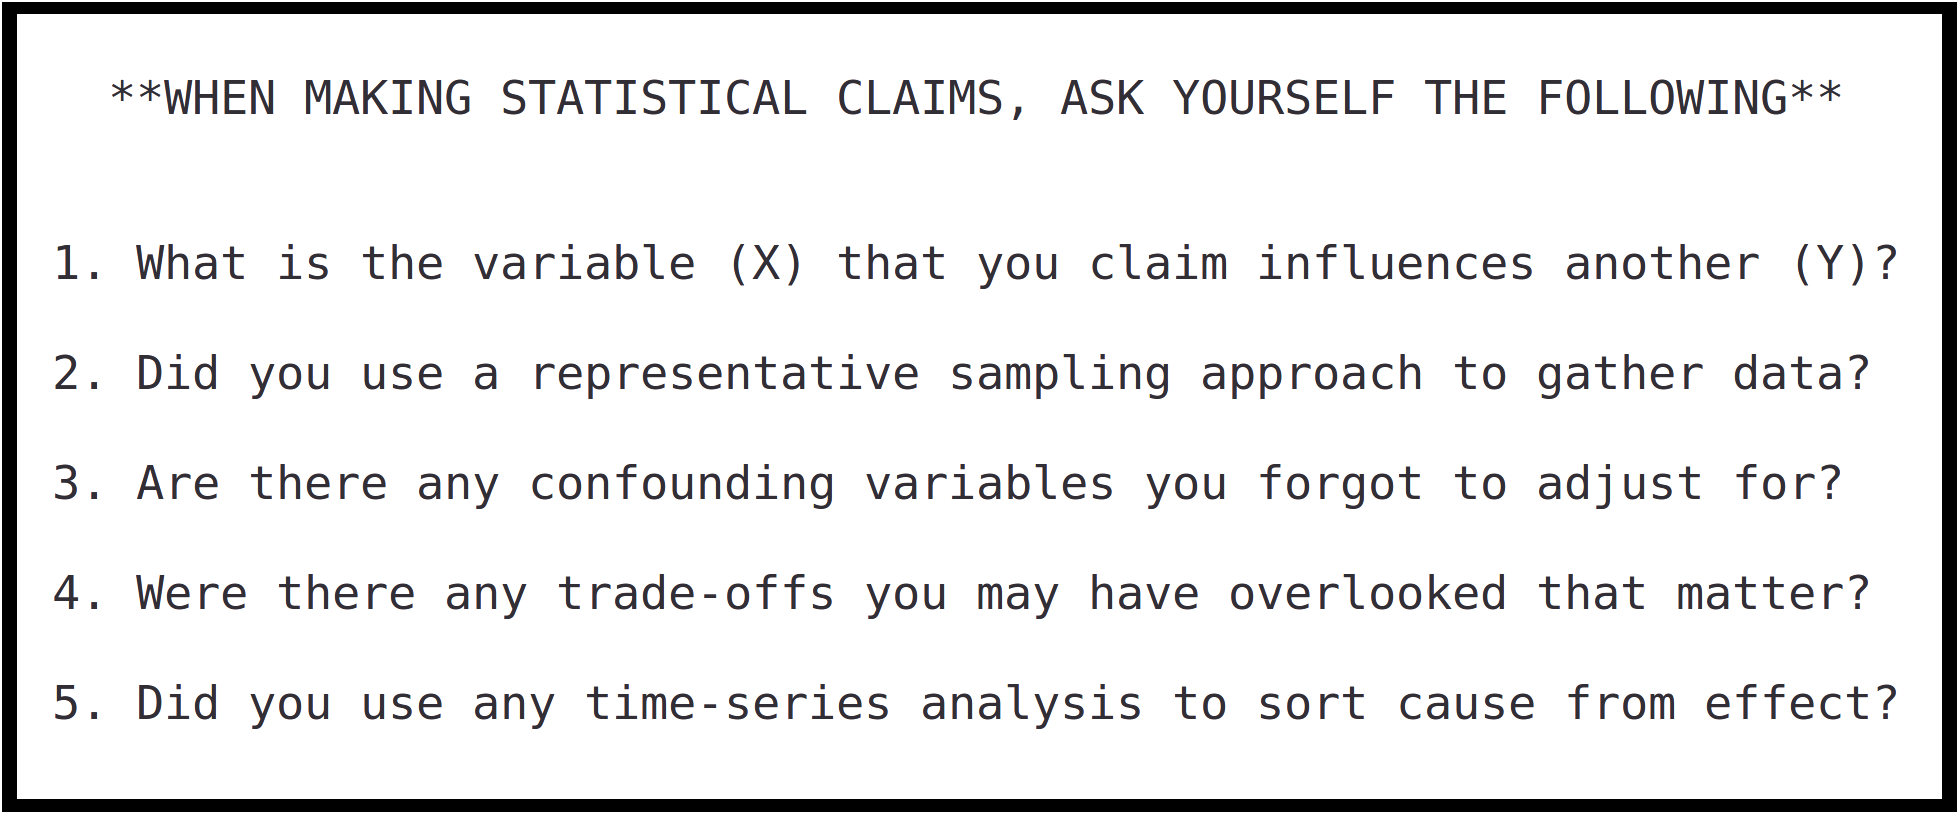 **WHEN MAKING STATISTICAL CLAIMS, ASK YOURSELF THE FOLLOWING**
1. What is the variable (X) that you claim influences another (Y)?
2. Did you use a representative sampling approach to gather data?
3. Are there any confounding variables you forgot to adjust for?
4. Were there any trade-offs you may have overlooked that matter?
5. Did you use any time-series analysis to sort cause from effect?